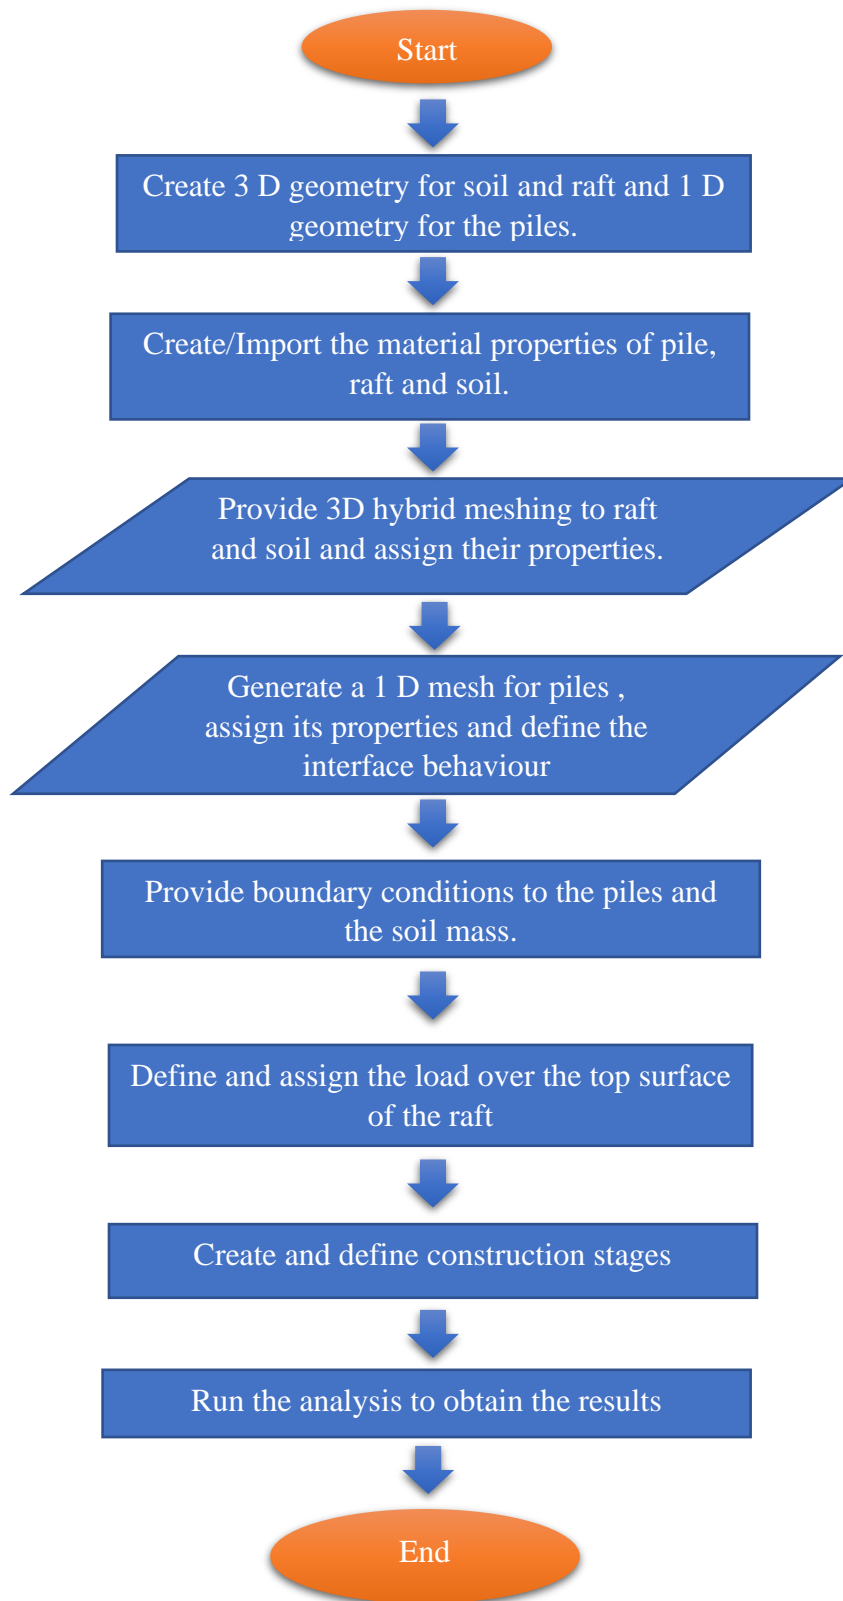 Start
Create 3 D geometry for soil and raft and 1 D
geometry for the piles.
Create/Import the material properties of pile,
raft and soil.
Provide 3D hybrid meshing to raft
and soil and assign their properties.
Generate a 1 D mesh for piles ,
assign its properties and define the
interface behaviour
Provide boundary conditions to the piles and
the soil mass.
Define and assign the load over the top surface
of the raft
Create and define construction stages
Run the analysis to obtain the results
End